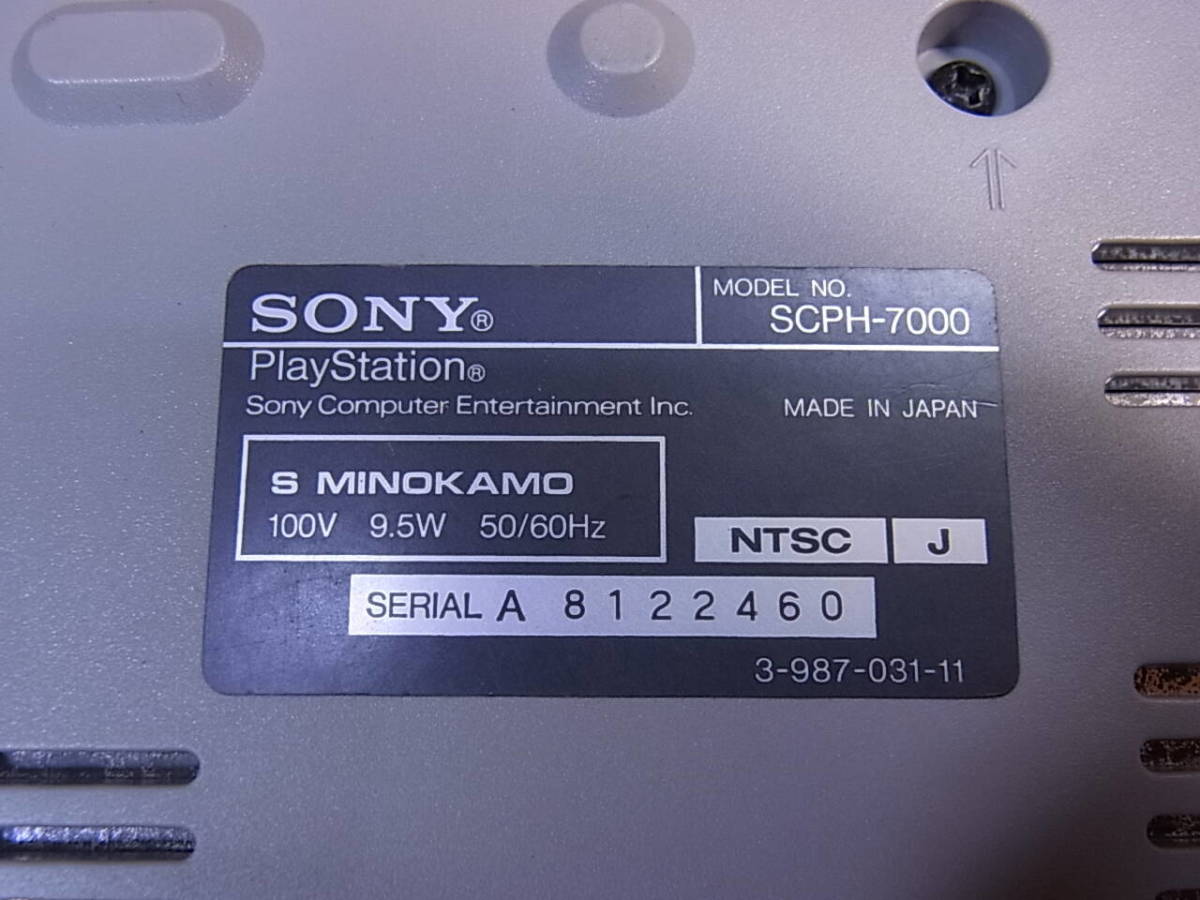 SONY®
MODEL NO.
SCPH-7000
PlayStation®
Sony Computer Entertainment Inc.
MADE IN JAPAN
S MINOKAMO
100V 9.5W 50/60Hz
NTSC J
SERIAL A 8122460
3-987-031-11